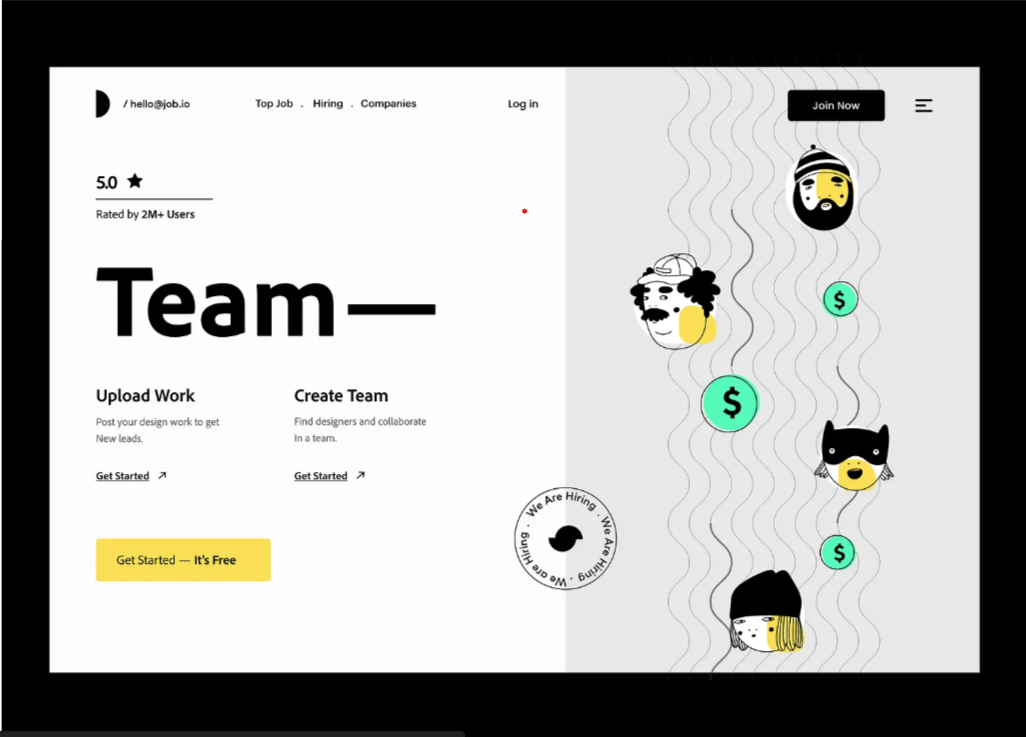 / hello@job.io
Top Job . Hiring . Companies
Log in
Join Now
5.0 ★
Rated by 2M+ Users
Team—
Upload Work
Post your design work to get
New leads.
Get Started ↗
Create Team
Find designers and collaborate
In a team.
Get Started ↗
Get Started — It's Free
We Are Hiring . We Are Hiring . We are Hiring .
$
$
$